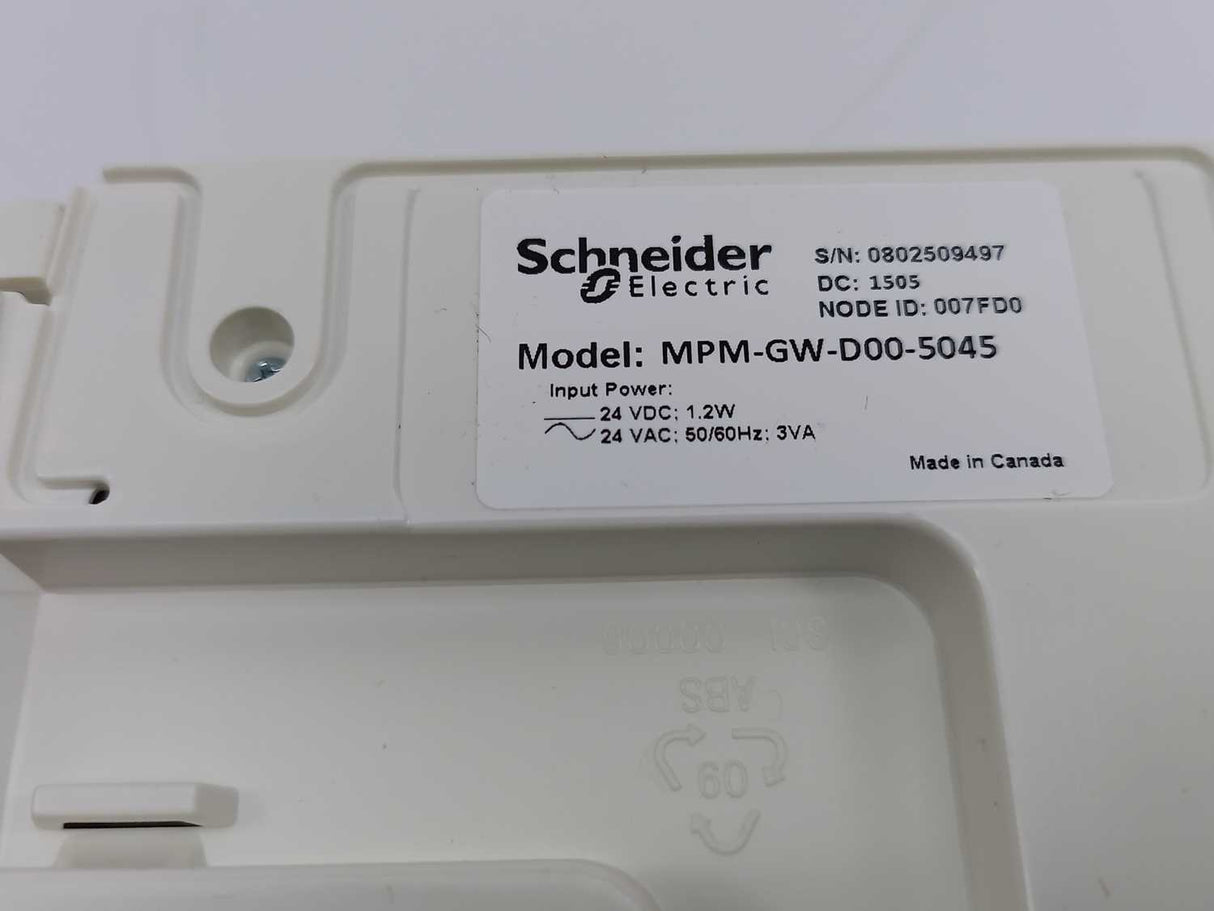 Schneider
Electric
S/N: 0802509497
DC: 1505
NODE ID: 007FD0
Model: MPM-GW-D00-5045
Input Power:
24 VDC; 1.2W
24 VAC; 50/60Hz; 3VA
Made in Canada
ABS